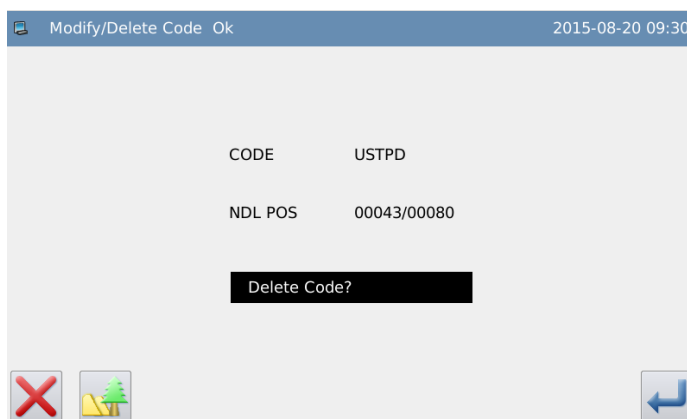 Modify/Delete Code Ok 2015-08-20 09:30
CODE USTPD
NDL POS 00043/00080
Delete Code?